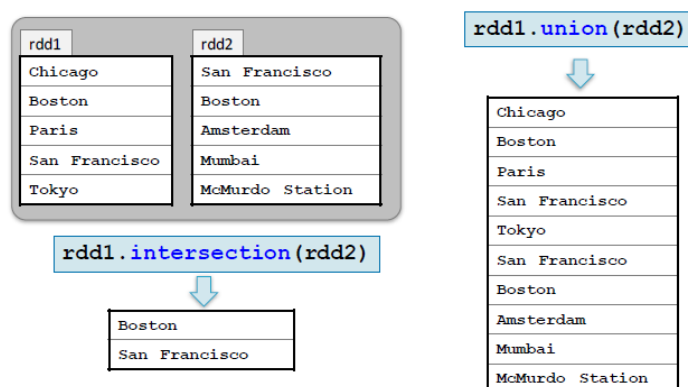 rdd1
Chicago
Boston
Paris
San Francisco
Tokyo
rdd2
San Francisco
Boston
Amsterdam
Mumbai
McMurdo Station
rdd1.intersection(rdd2)
Boston
San Francisco
rdd1.union(rdd2)
Chicago
Boston
Paris
San Francisco
Tokyo
San Francisco
Boston
Amsterdam
Mumbai
McMurdo Station